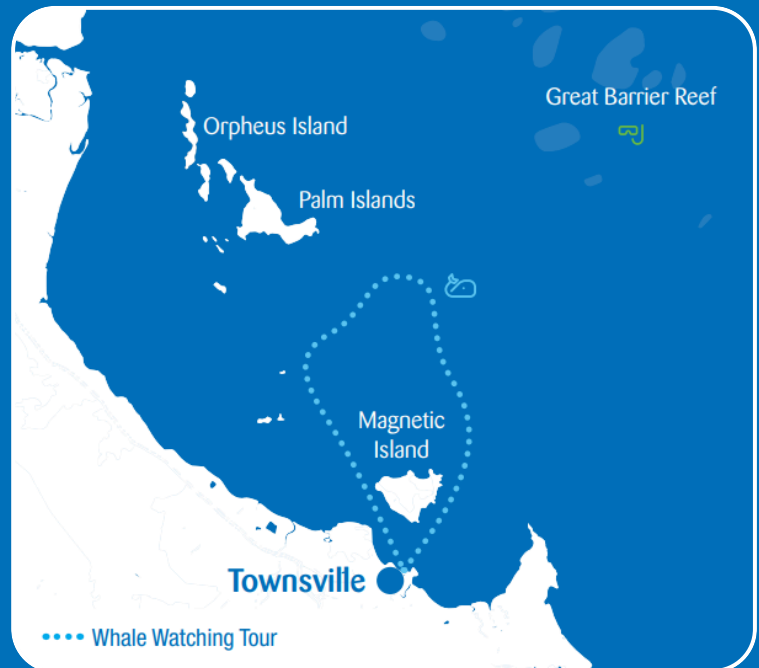 Great Barrier Reef
Orpheus Island
Palm Islands
Magnetic
Island
Townsville
Whale Watching Tour